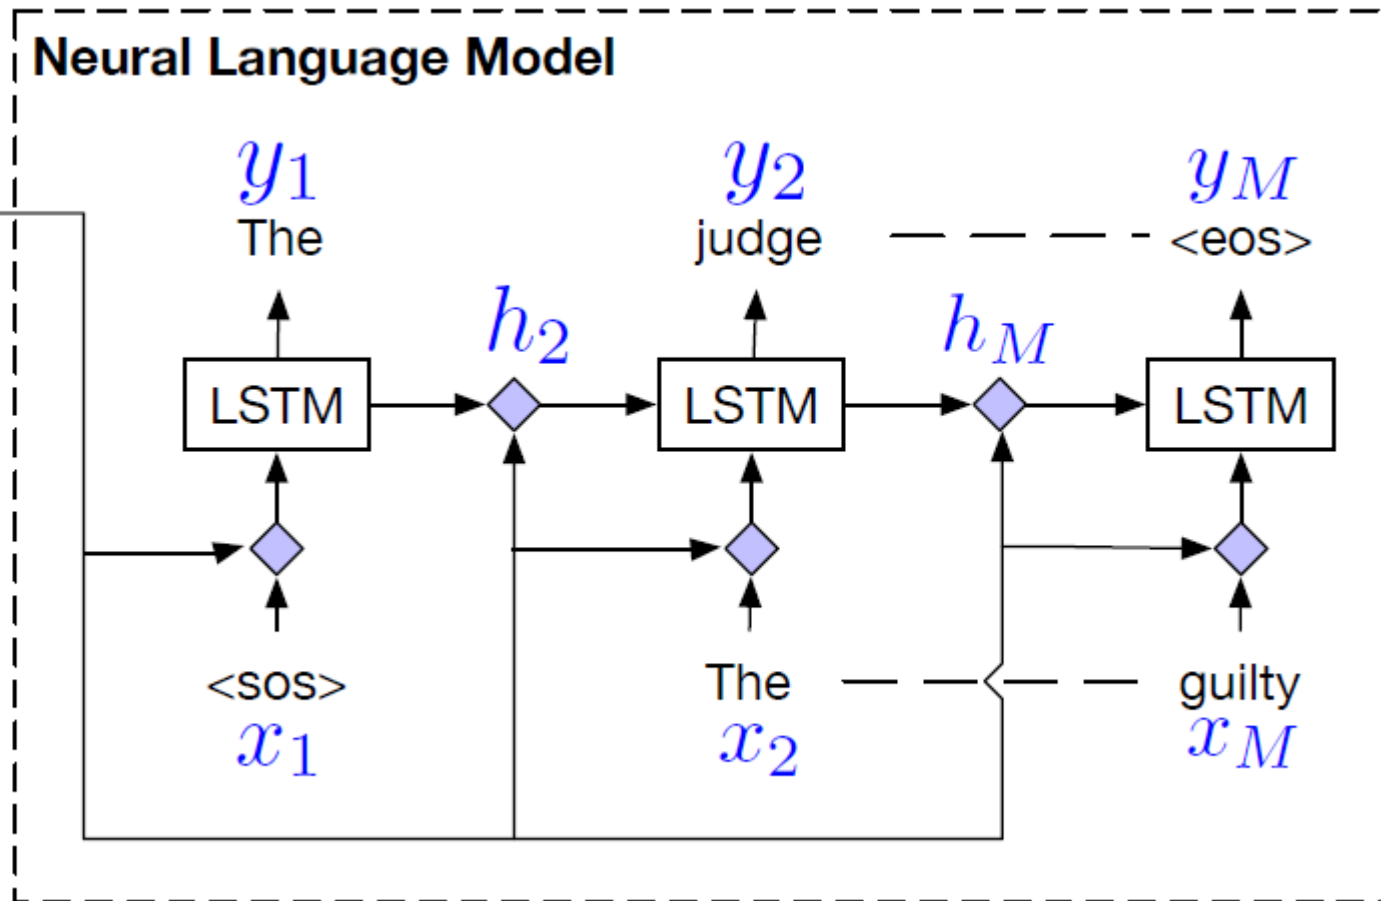 Neural Language Model
y1 y2 yM
The judge <eos>
h2 hM
LSTM LSTM LSTM
<sos> The guilty
x1 x2 xM